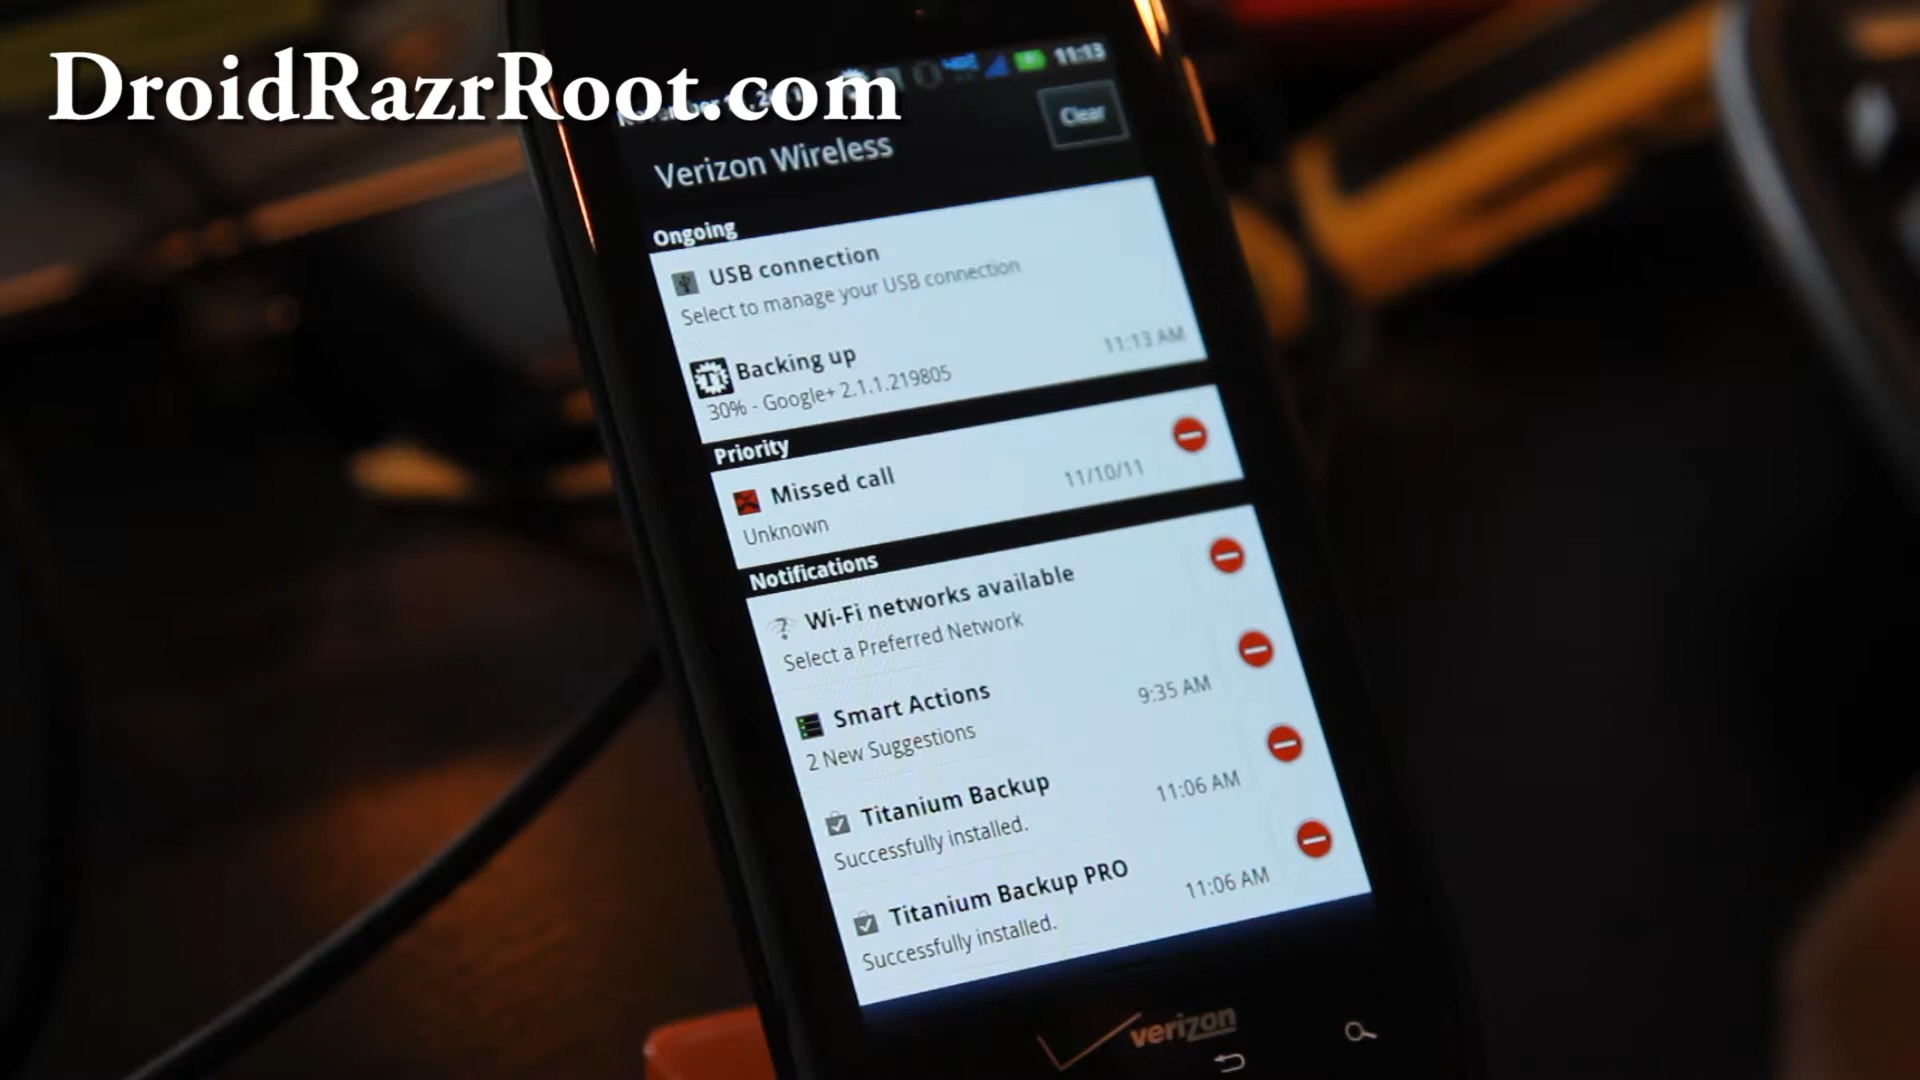 DroidRazrRoot.com
11:13
Clear
Verizon Wireless
Ongoing
USB connection
Select to manage your USB connection
Backing up
11:13 AM
30% - Google+ 2.1.1.219805
Priority
Missed call
11/10/11
Unknown
Notifications
Wi-Fi networks available
Select a Preferred Network
Smart Actions
9:35 AM
2 New Suggestions
Titanium Backup
11:06 AM
Successfully installed.
Titanium Backup PRO
11:06 AM
Successfully installed.
verizon